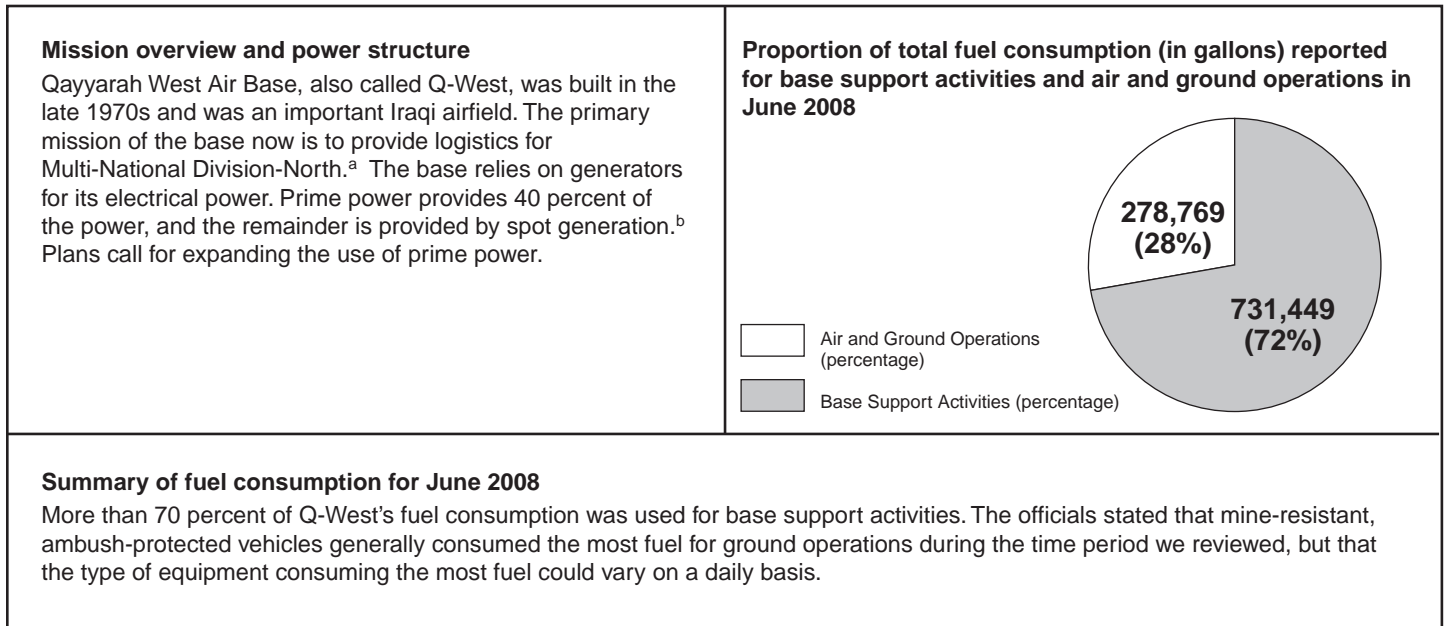 Mission overview and power structure
Qayyarah West Air Base, also called Q-West, was built in the
late 1970s and was an important Iraqi airfield. The primary
mission of the base now is to provide logistics for
Multi-National Division-North.a The base relies on generators
for its electrical power. Prime power provides 40 percent of
the power, and the remainder is provided by spot generation.b
Plans call for expanding the use of prime power.
Proportion of total fuel consumption (in gallons) reported
for base support activities and air and ground operations in
June 2008
278,769
(28%)
731,449
(72%)
Air and Ground Operations
(percentage)
Base Support Activities (percentage)
Summary of fuel consumption for June 2008
More than 70 percent of Q-West's fuel consumption was used for base support activities. The officials stated that mine-resistant,
ambush-protected vehicles generally consumed the most fuel for ground operations during the time period we reviewed, but that
the type of equipment consuming the most fuel could vary on a daily basis.